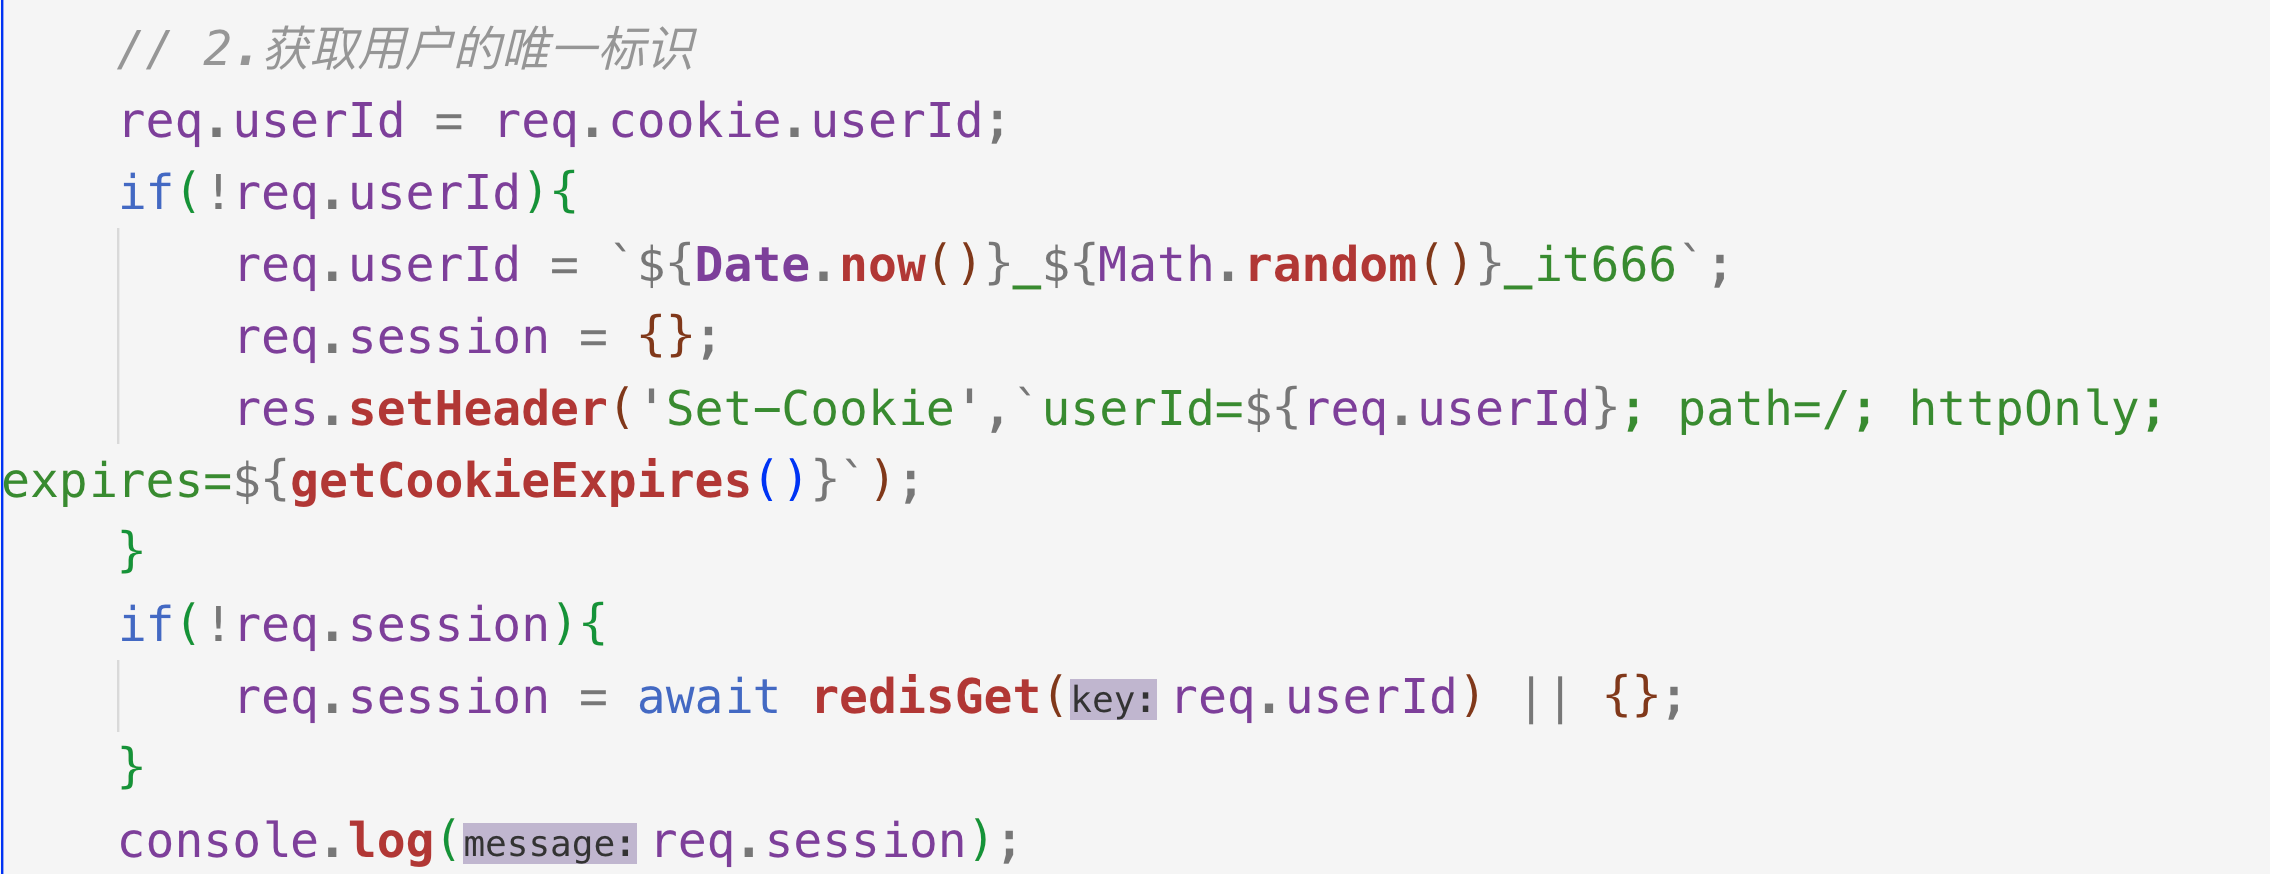 // 2.获取用户的唯一标识
req.userId = req.cookie.userId;
if(!req.userId){
req.userId = `${Date.now()}_${Math.random()}_it666`;
req.session = {};
res.setHeader('Set-Cookie',`userId=${req.userId}; path=/; httpOnly;
expires=${getCookieExpires()}`);
}
if(!req.session){
req.session = await redisGet(key: req.userId) || {};
}
console.log(message: req.session);